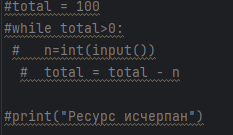 #total = 100
#while total>0:
#   n=int(input())
#  total = total - n
#print("Ресурс исчерпан")